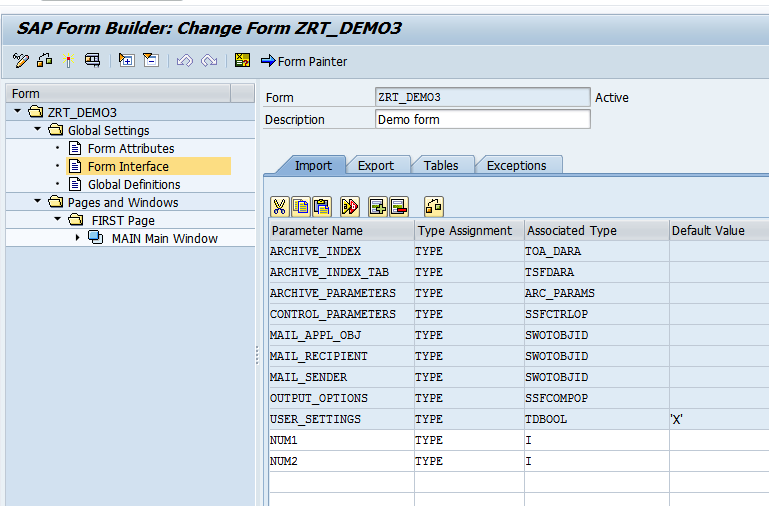 SAP Form Builder: Change Form ZRT_DEMO3
Form Painter
Form
ZRT_DEMO3
Global Settings
Form Attributes
Form Interface
Global Definitions
Pages and Windows
FIRST Page
MAIN Main Window
Form ZRT_DEMO3 Active
Description Demo form
Import Export Tables Exceptions
Parameter Name Type Assignment Associated Type Default Value
ARCHIVE_INDEX TYPE TOA_DARA
ARCHIVE_INDEX_TAB TYPE TSFDARA
ARCHIVE_PARAMETERS TYPE ARC_PARAMS
CONTROL_PARAMETERS TYPE SSFCTRLOP
MAIL_APPL_OBJ TYPE SWOTOBJID
MAIL_RECIPIENT TYPE SWOTOBJID
MAIL_SENDER TYPE SWOTOBJID
OUTPUT_OPTIONS TYPE SSFCOMPOP
USER_SETTINGS TYPE TDBOOL 'X'
NUM1 TYPE I
NUM2 TYPE I